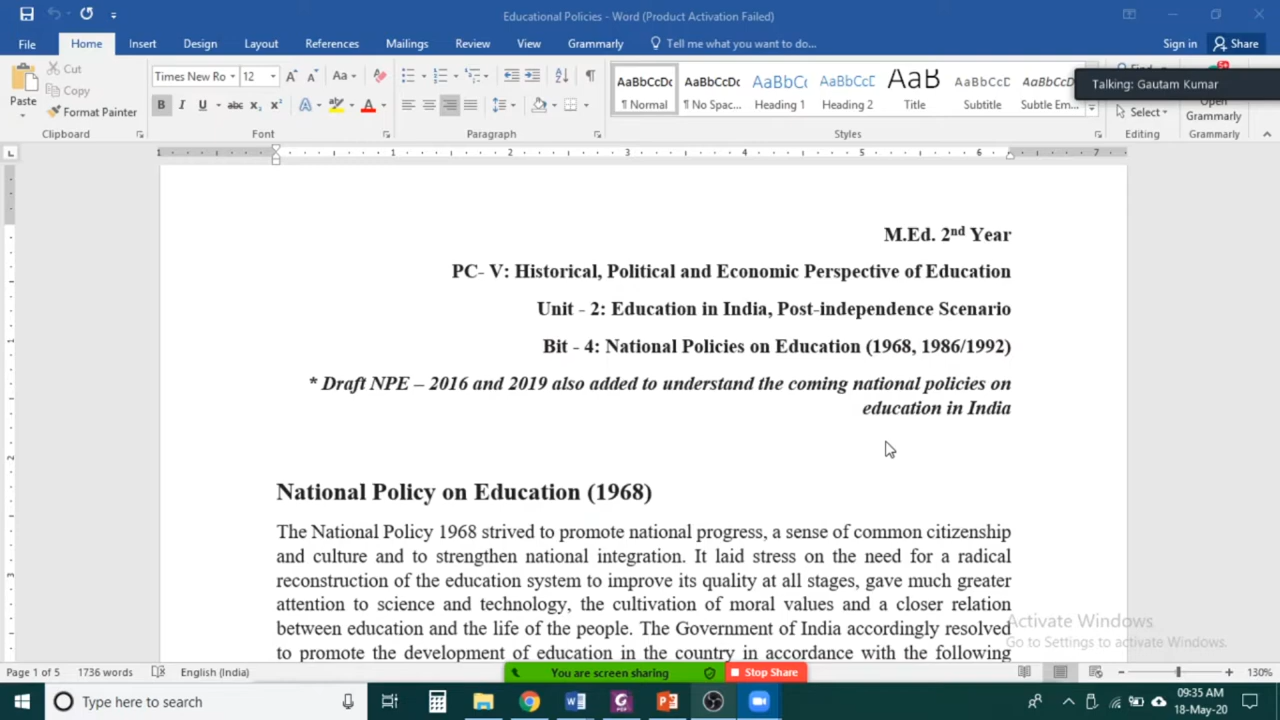 Educational Policies - Word (Product Activation Failed)
File Home Insert Design Layout References Mailings Review View Grammarly Tell me what you want to do... Sign in Share
Cut
Copy
Format Painter
Paste
Times New Ro 12
AaBbCcDc AaBbCcDc AaBbCc AaBbCcD AaB AaBbCcD AaBbCcDc
¶ Normal ¶ No Spac... Heading 1 Heading 2 Title Subtitle Subtle Em...
Talking: Gautam Kumar
Select
Open
Grammarly
Clipboard Font Paragraph Styles Editing Grammarly
1 1 2 3 4 5 6 7
M.Ed. 2nd Year
PC- V: Historical, Political and Economic Perspective of Education
Unit - 2: Education in India, Post-independence Scenario
Bit - 4: National Policies on Education (1968, 1986/1992)
* Draft NPE – 2016 and 2019 also added to understand the coming national policies on
education in India
National Policy on Education (1968)
The National Policy 1968 strived to promote national progress, a sense of common citizenship
and culture and to strengthen national integration. It laid stress on the need for a radical
reconstruction of the education system to improve its quality at all stages, gave much greater
attention to science and technology, the cultivation of moral values and a closer relation
between education and the life of the people. The Government of India accordingly resolved
to promote the development of education in the country in accordance with the following
Activate Windows
Go to Settings to activate Windows.
Page 1 of 5 1736 words English (India) You are screen sharing Stop Share 130%
Type here to search
09:35 AM
18-May-20